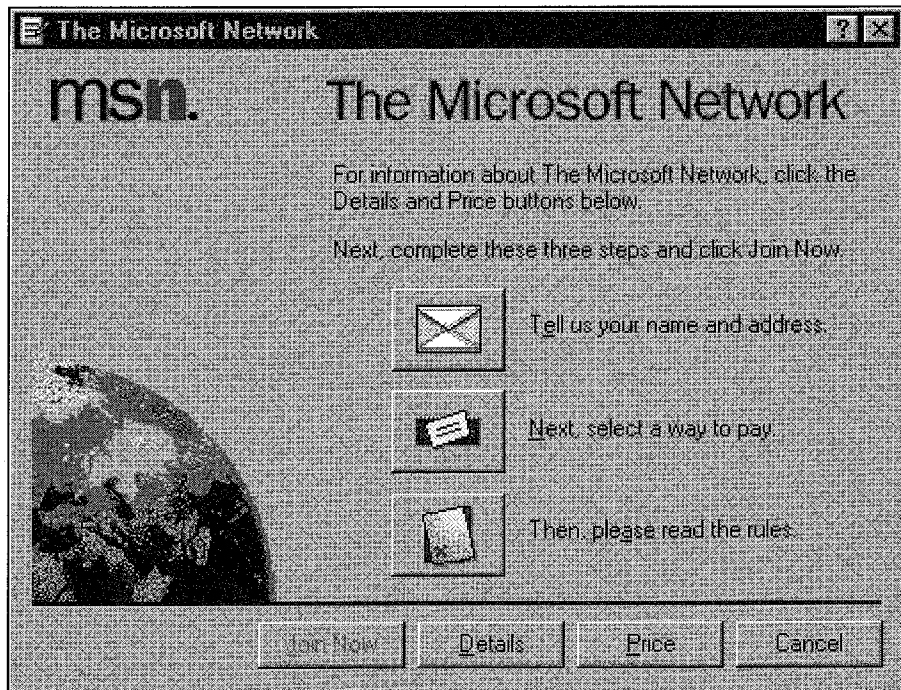 The Microsoft Network
msn.
The Microsoft Network
For information about The Microsoft Network, click the
Details and Price buttons below.
Next, complete these three steps and click Join Now.
Tell us your name and address.
Next, select a way to pay.
Then, please read the rules.
Join Now
Details
Price
Cancel